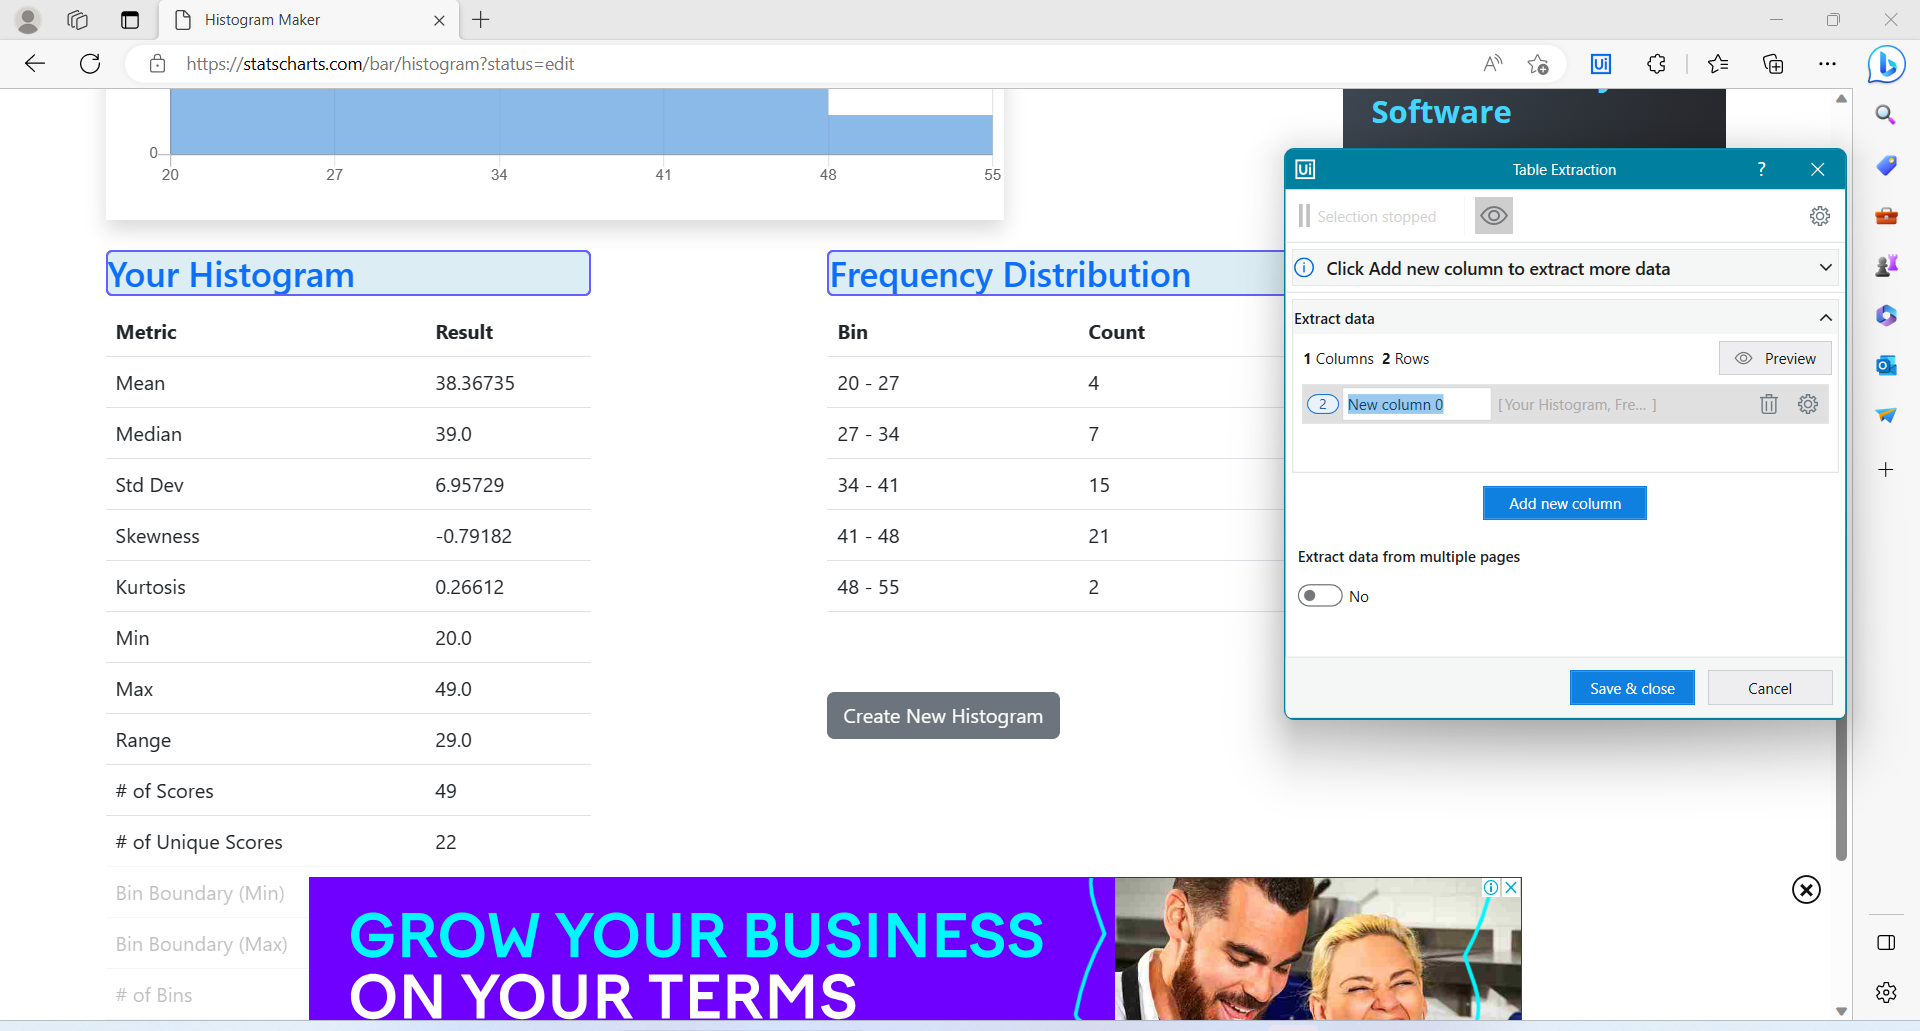 Histogram Maker
https://statscharts.com/bar/histogram?status=edit
Software
0
20 27 34 41 48 55
Your Histogram
Metric Result
Mean 38.36735
Median 39.0
Std Dev 6.95729
Skewness -0.79182
Kurtosis 0.26612
Min 20.0
Max 49.0
Range 29.0
# of Scores 49
# of Unique Scores 22
Bin Boundary (Min)
Bin Boundary (Max)
# of Bins
Frequency Distribution
Bin Count
20 - 27 4
27 - 34 7
34 - 41 15
41 - 48 21
48 - 55 2
Create New Histogram
Ui Table Extraction ?
Selection stopped
Click Add new column to extract more data
Extract data
1 Columns 2 Rows Preview
2 New column 0 [ Your Histogram, Fre... ]
Add new column
Extract data from multiple pages
No
Save & close Cancel
GROW YOUR BUSINESS
ON YOUR TERMS